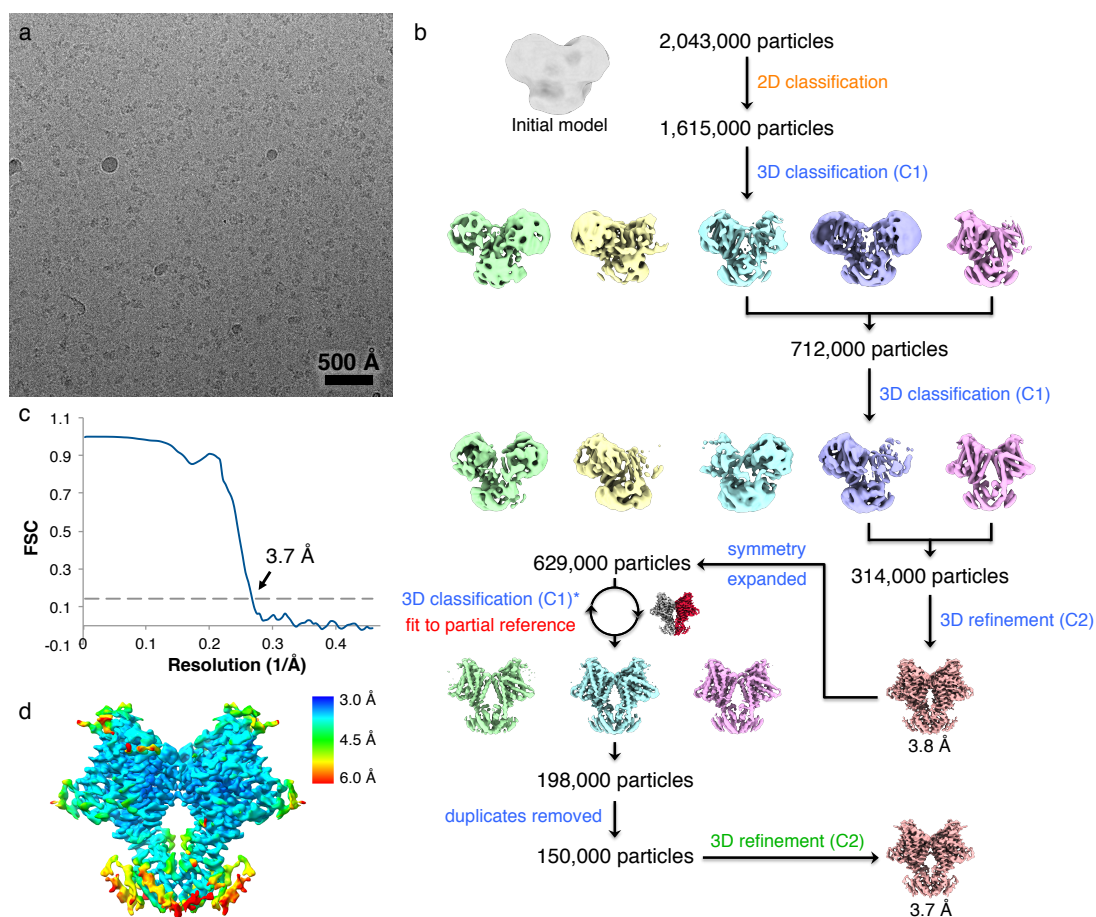 a
500 Å
b
Initial model
2,043,000 particles
2D classification
1,615,000 particles
3D classification (C1)
712,000 particles
3D classification (C1)
314,000 particles
3D refinement (C2)
3.8 Å
symmetry
expanded
629,000 particles
3D classification (C1)*
fit to partial reference
198,000 particles
duplicates removed
150,000 particles
3D refinement (C2)
3.7 Å
c
1.1
0.9
0.7
0.5
0.3
0.1
-0.1
FSC
3.7 Å
0
0.1
0.2
0.3
0.4
Resolution (1/Å)
d
3.0 Å
4.5 Å
6.0 Å